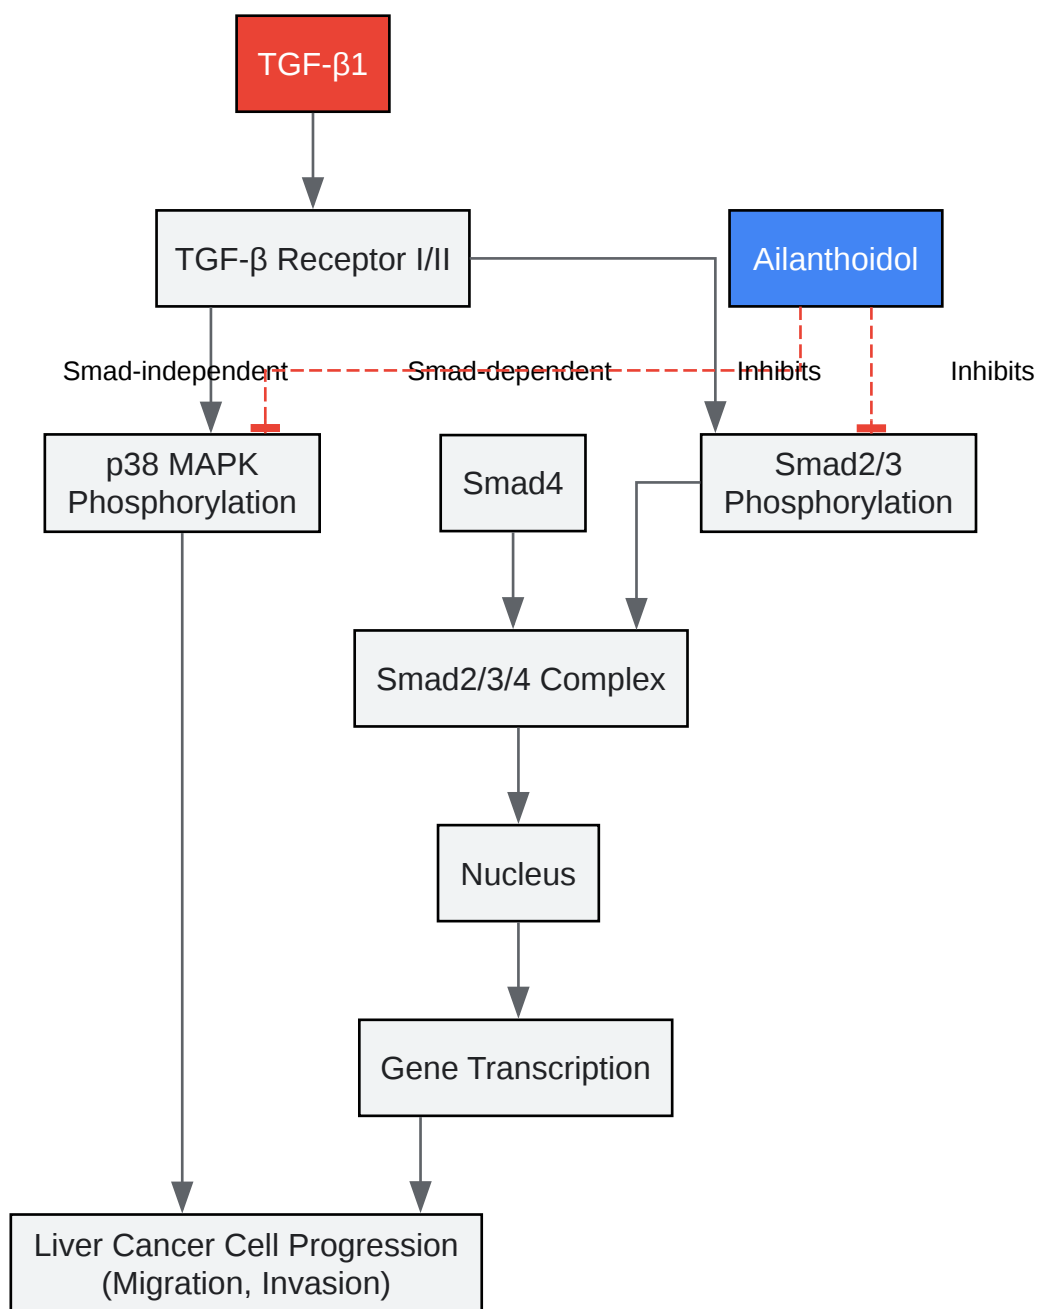 TGF-β1
TGF-β Receptor I/II
Ailanthoidol
Smad-independent
Smad-dependent
Inhibits
Inhibits
p38 MAPK
Phosphorylation
Smad4
Smad2/3
Phosphorylation
Smad2/3/4 Complex
Nucleus
Gene Transcription
Liver Cancer Cell Progression
(Migration, Invasion)